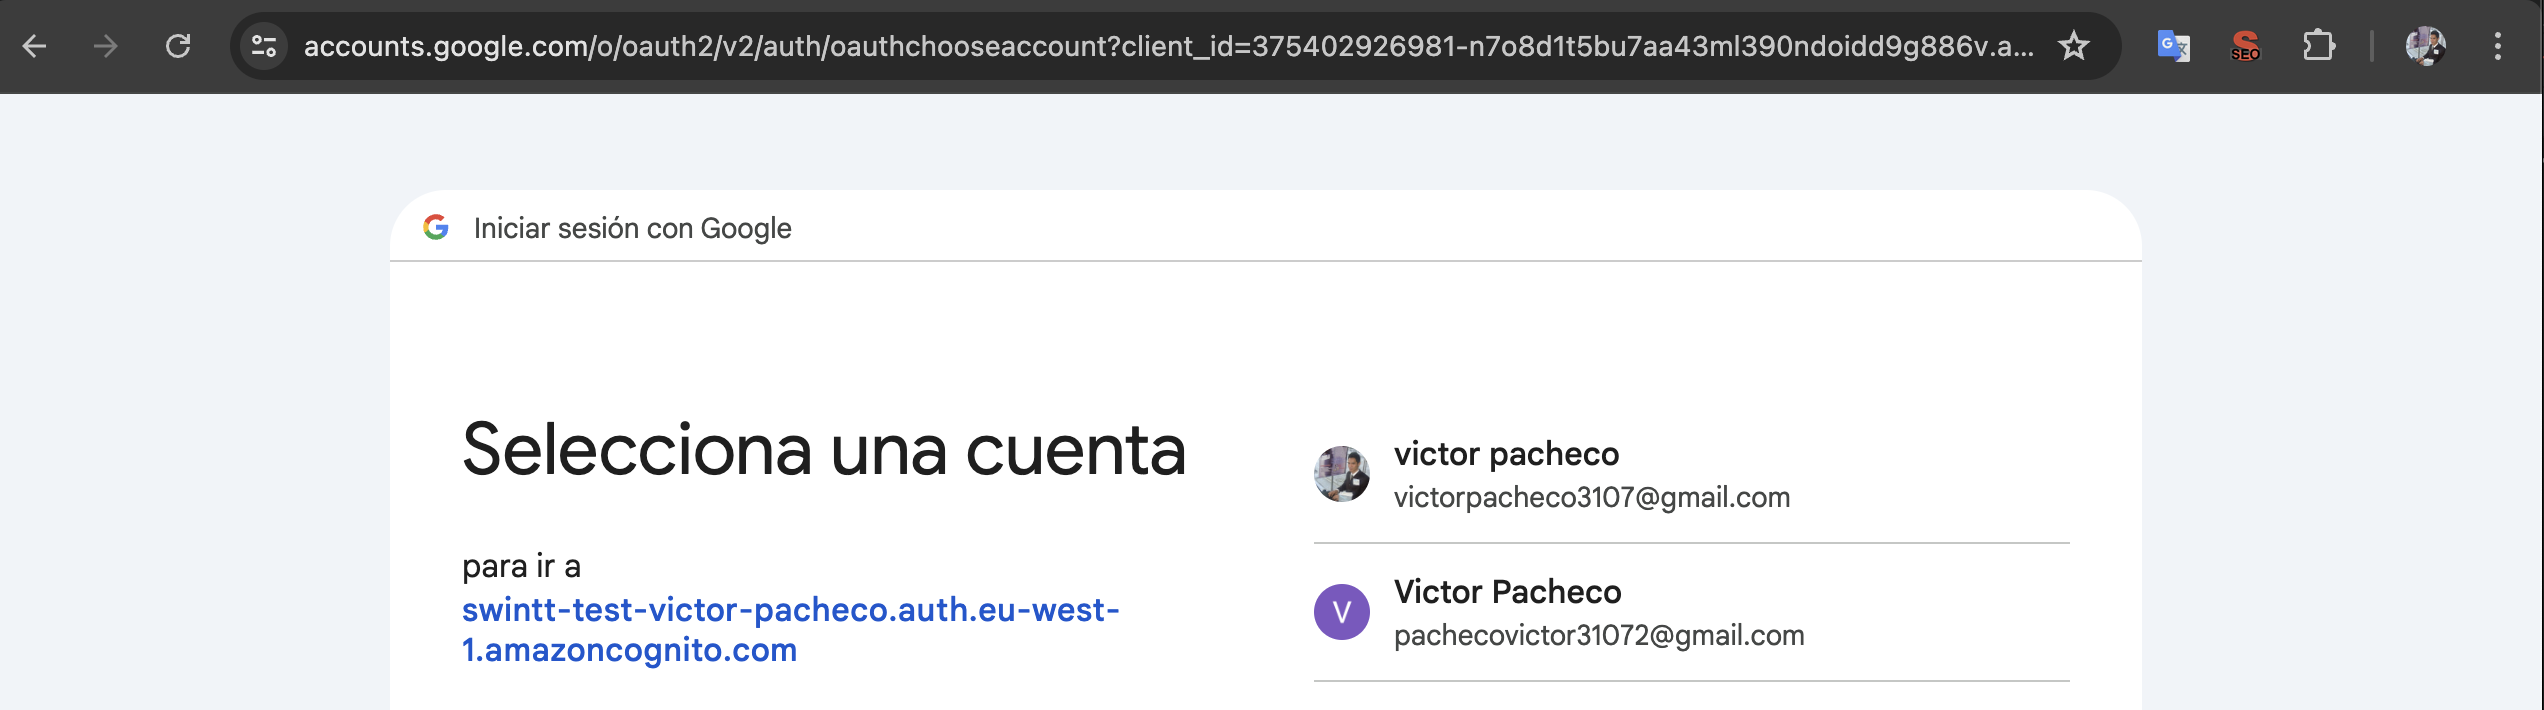 accounts.google.com/o/oauth2/v2/auth/oauthchooseaccount?client_id=375402926981-n7o8d1t5bu7aa43ml390ndoidd9g886v.a...
SEO
Iniciar sesión con Google
Selecciona una cuenta
para ir a
swintt-test-victor-pacheco.auth.eu-west-
1.amazoncognito.com
victor pacheco
victorpacheco3107@gmail.com
V
Victor Pacheco
pachecovictor31072@gmail.com